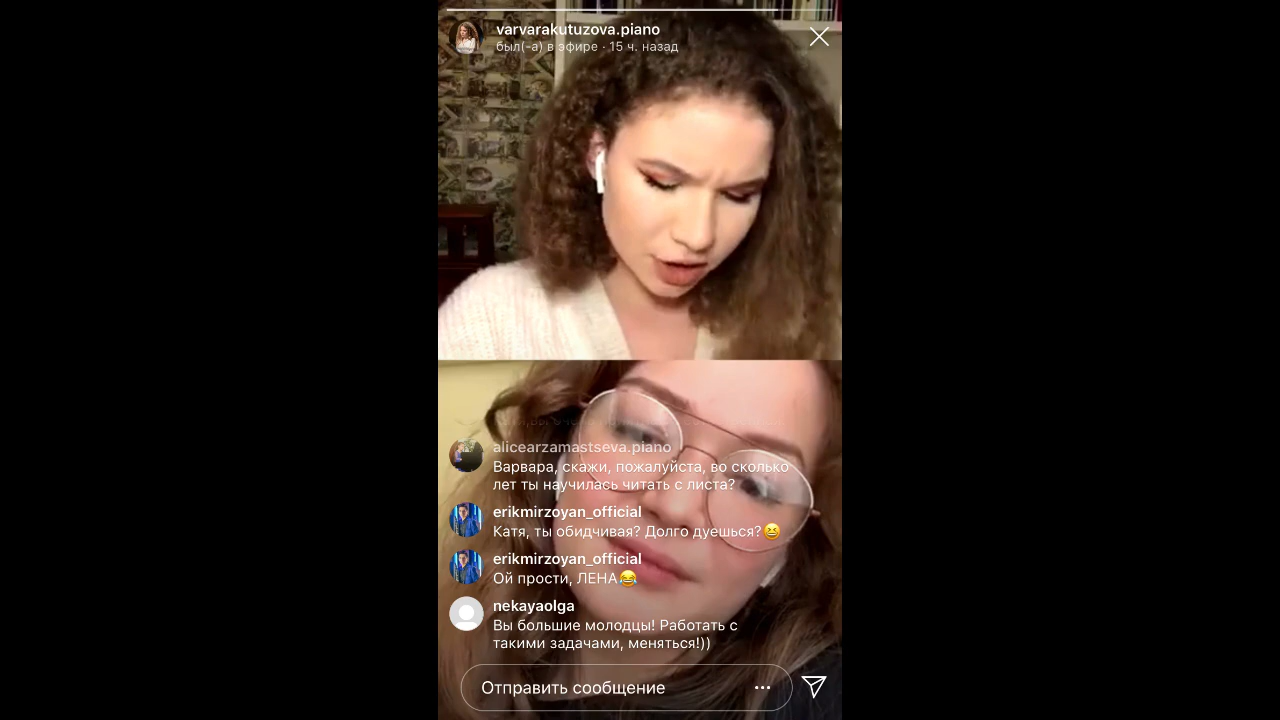 varvarakutuzova.piano
был(-а) в эфире · 15 ч. назад
alicearzamastseva.piano
Варвара, скажи, пожалуйста, во сколько
лет ты научилась читать с листа?
erikmirzoyan_official
Катя, ты обидчивая? Долго дуешься?😆
erikmirzoyan_official
Ой прости, ЛЕНА😂
nekayaolga
Вы большие молодцы! Работать с
такими задачами, меняться!))
Отправить сообщение